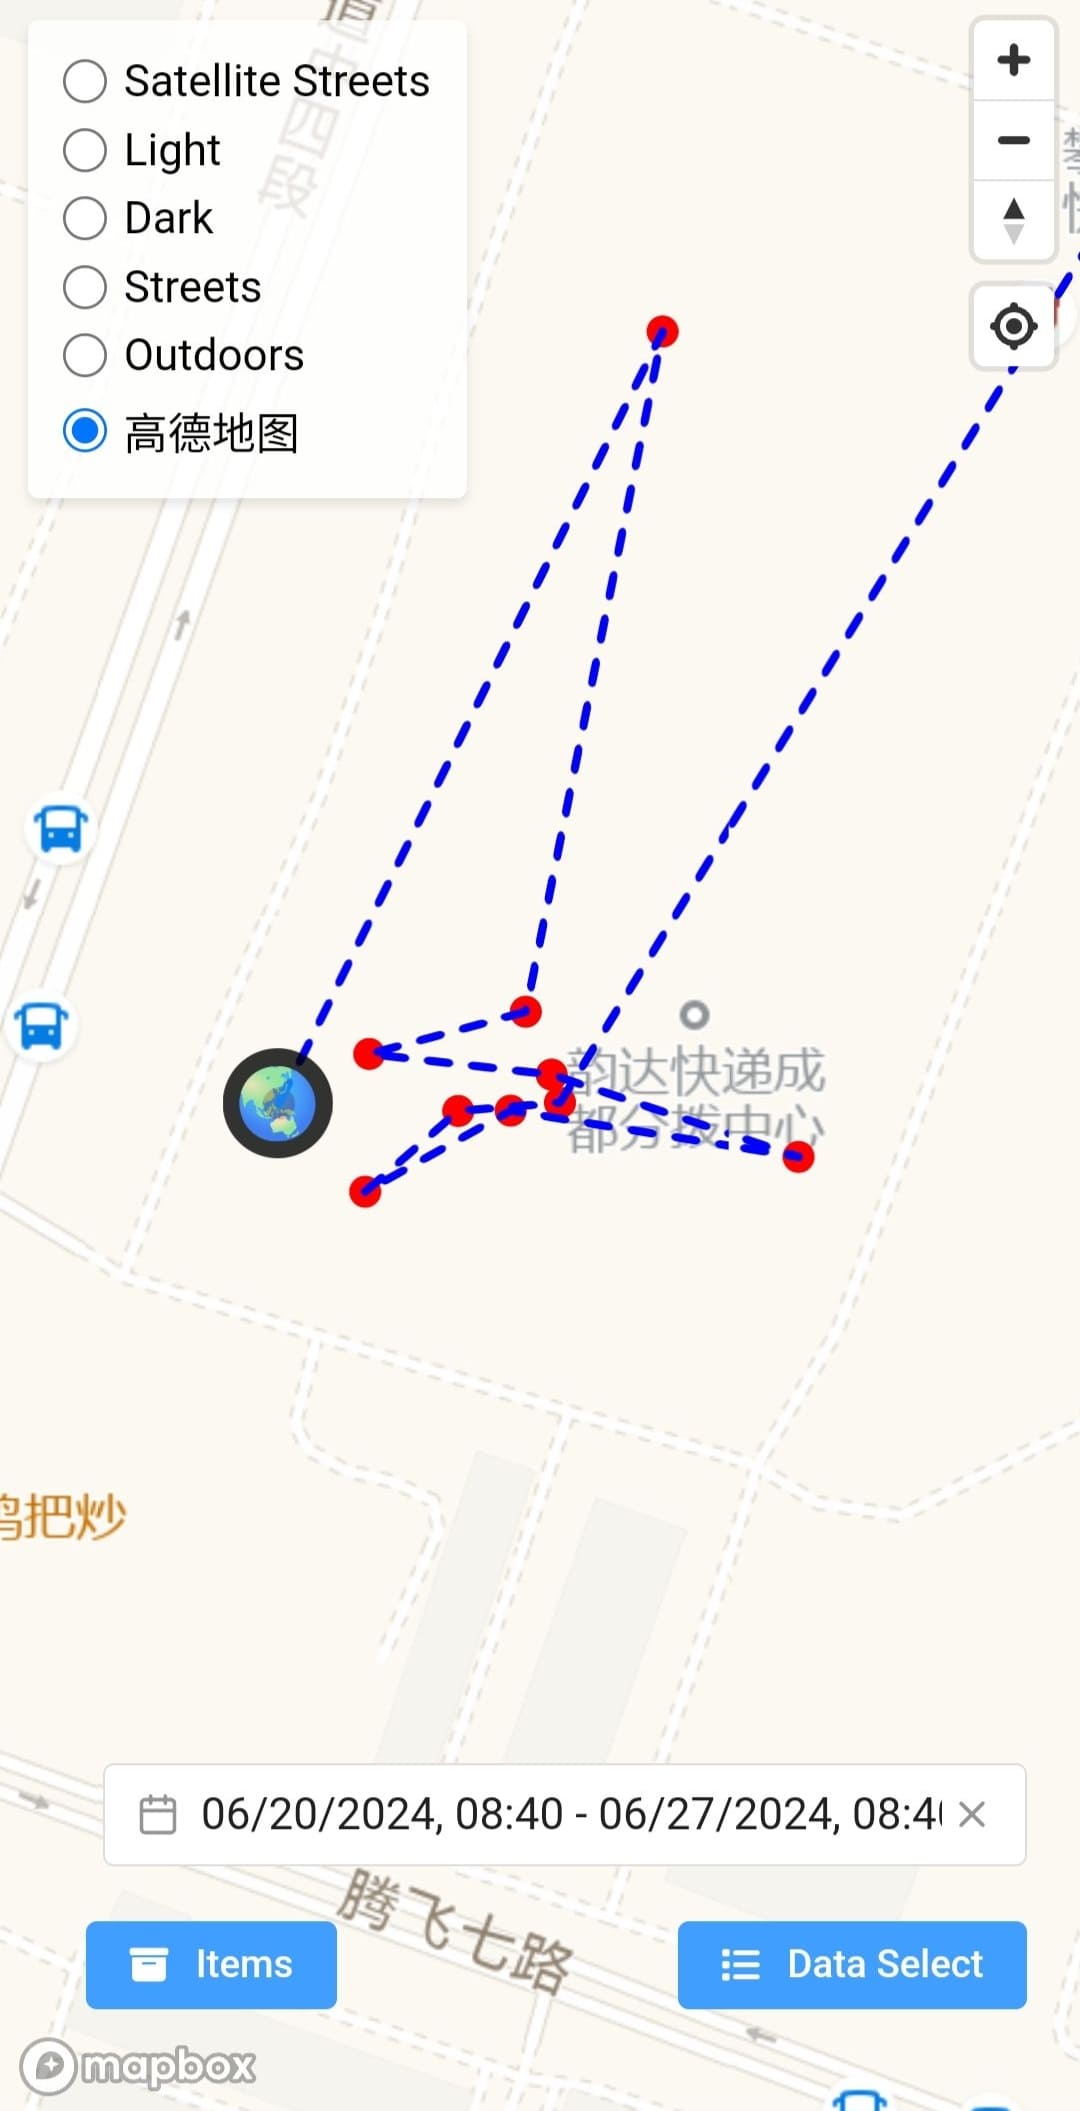 Satellite Streets
Light
Dark
Streets
Outdoors
高德地图
四段
韵达快递成
都分拨中心
把炒
06/20/2024, 08:40 - 06/27/2024, 08:4
腾飞七路
Items
Data Select
mapbox